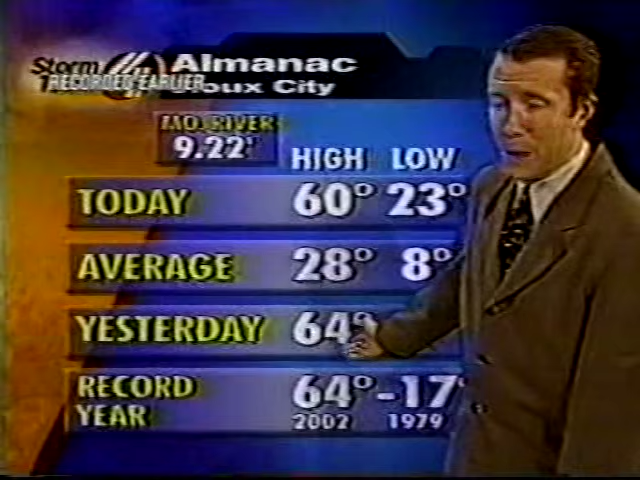 Storm
Almanac
RECORDED EARLIER
Sioux City
MO. RIVER
9.22'
HIGH LOW
TODAY 60° 23°
AVERAGE 28° 8°
YESTERDAY 64°
RECORD 64° -17°
YEAR 2002 1979